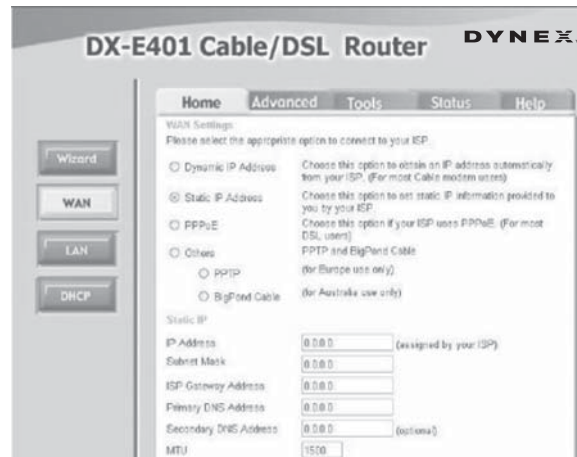 DX-E401 Cable/DSL Router
DYNEX
Home Advanced Tools Status Help
WAN Settings
Please select the appropriate option to connect to your ISP.
Wizard
WAN
LAN
DHCP
Dynamic IP Address
Choose this option to obtain an IP address automatically
from your ISP. (For most Cable modem users)
Static IP Address
Choose this option to set static IP information provided to
you by your ISP.
PPPoE
Choose this option if your ISP uses PPPoE. (For most
DSL users)
Others
PPTP and BigPond Cable
PPTP
(for Europe use only)
BigPond Cable
(for Australia use only)
Static IP
IP Address 0.0.0.0 (assigned by your ISP)
Subnet Mask 0.0.0.0
ISP Gateway Address 0.0.0.0
Primary DNS Address 0.0.0.0
Secondary DNS Address 0.0.0.0 (optional)
MTU 1500